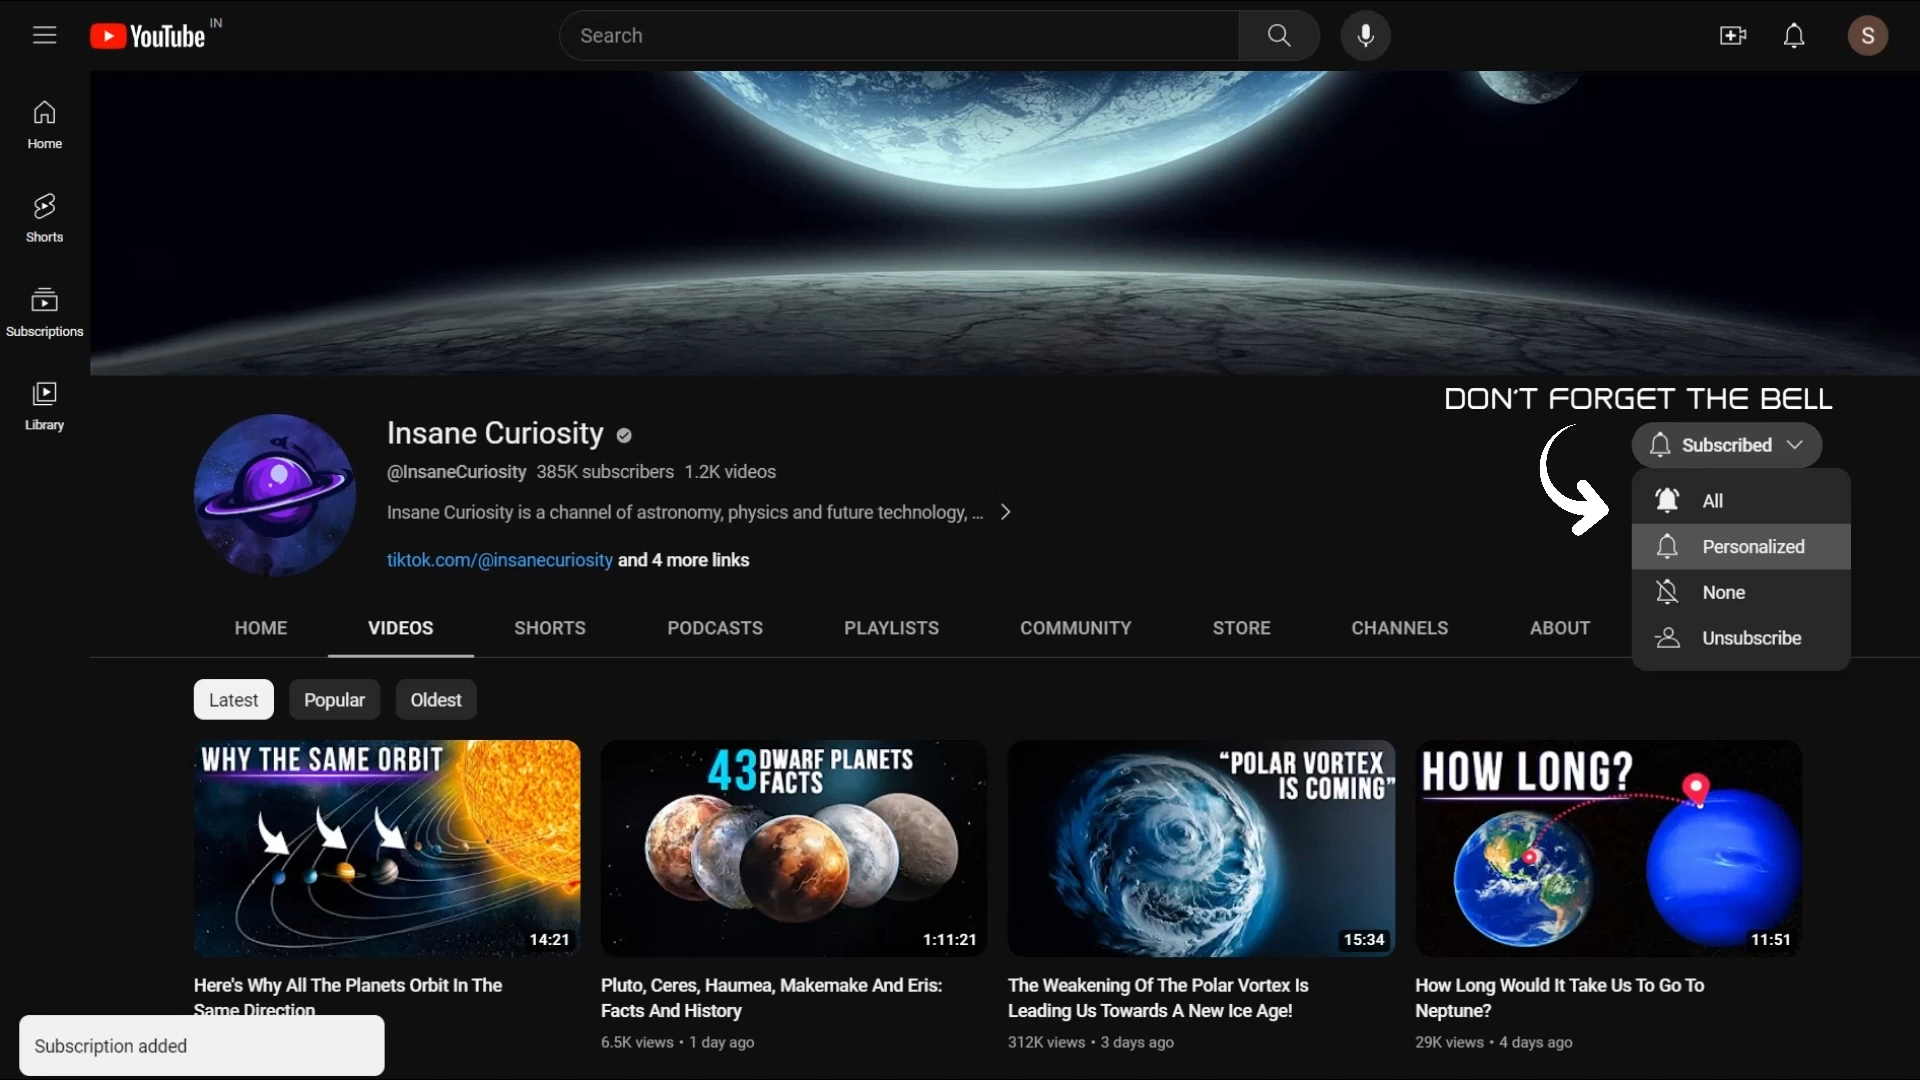 YouTube IN
Search
S
Home
Shorts
Subscriptions
Library
DON'T FORGET THE BELL
Insane Curiosity
@InsaneCuriosity 385K subscribers 1.2K videos
Insane Curiosity is a channel of astronomy, physics and future technology, ...
tiktok.com/@insanecuriosity and 4 more links
Subscribed
All
Personalized
None
Unsubscribe
HOME VIDEOS SHORTS PODCASTS PLAYLISTS COMMUNITY STORE CHANNELS ABOUT
Latest Popular Oldest
WHY THE SAME ORBIT
14:21
Here's Why All The Planets Orbit In The
Same Direction
43 DWARF PLANETS
FACTS
1:11:21
Pluto, Ceres, Haumea, Makemake And Eris:
Facts And History
6.5K views • 1 day ago
“POLAR VORTEX
IS COMING”
15:34
The Weakening Of The Polar Vortex Is
Leading Us Towards A New Ice Age!
312K views • 3 days ago
HOW LONG?
11:51
How Long Would It Take Us To Go To
Neptune?
29K views • 4 days ago
Subscription added